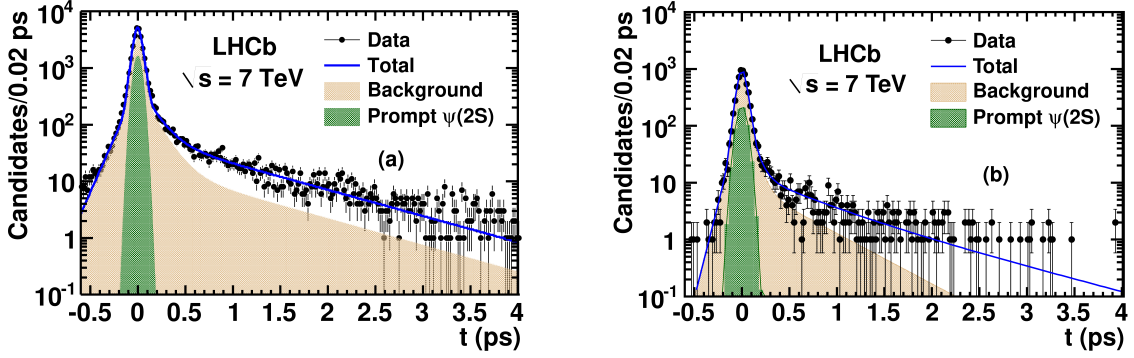 Candidates/0.02 ps
10^4
10^3
10^2
10
1
10^-1
LHCb
√s = 7 TeV
Data
Total
Background
Prompt ψ(2S)
(a)
-0.5 0 0.5 1 1.5 2 2.5 3 3.5 4
t (ps)
Candidates/0.02 ps
10^4
10^3
10^2
10
1
10^-1
LHCb
√s = 7 TeV
Data
Total
Background
Prompt ψ(2S)
(b)
-0.5 0 0.5 1 1.5 2 2.5 3 3.5 4
t (ps)